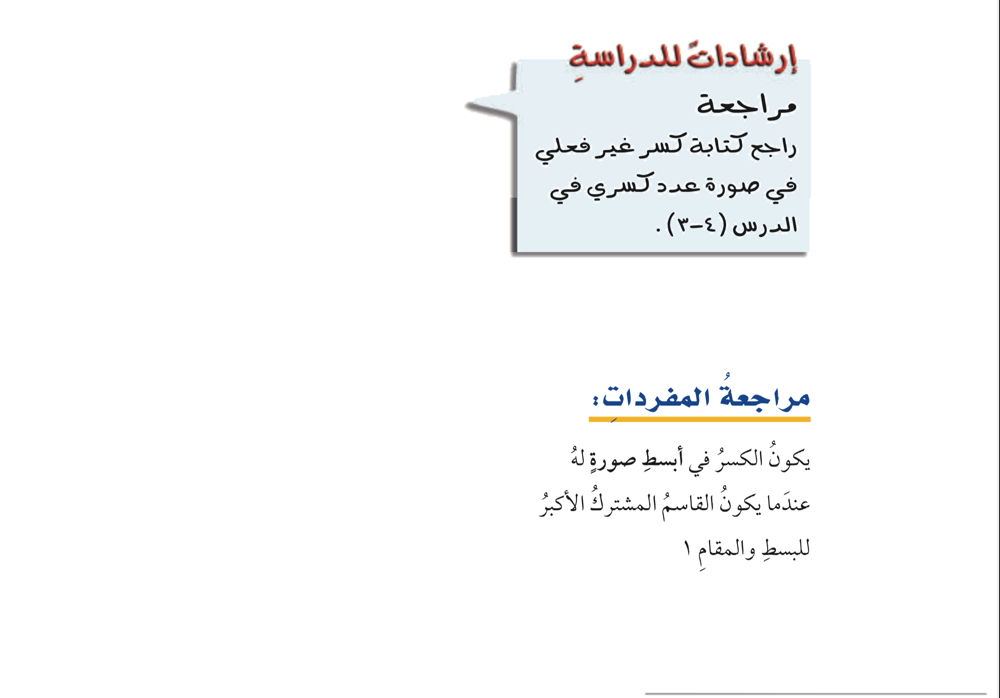 إرشاداتٌ للدراسةِ
مراجعة
راجع كتابة كسر غير فعلي
في صورة عدد كسري في
الدرس (٤-٣) .
مراجعةُ المفرداتِ:
يكونُ الكسرُ في أبسطِ صورةٍ لهُ
عندَما يكونُ القاسمُ المشتركُ الأكبرُ
للبسطِ والمقامِ ١